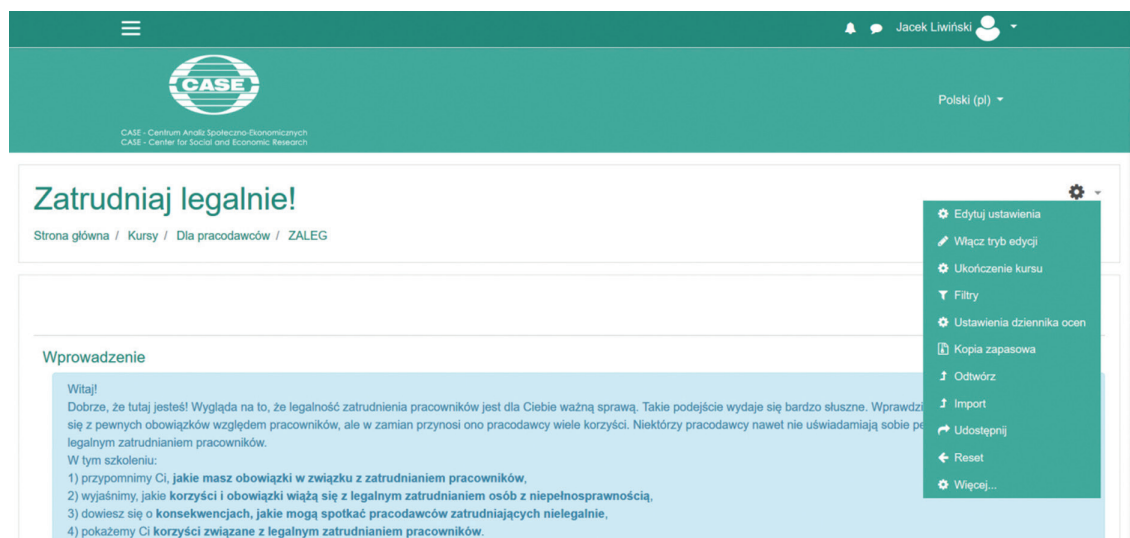 Jacek Liwiński
CASE
Polski (pl)
CASE - Centrum Analiz Społeczno-Ekonomicznych
CASE - Center for Social and Economic Research
Zatrudniaj legalnie!
Strona główna / Kursy / Dla pracodawców / ZALEG
Edytuj ustawienia
Włącz tryb edycji
Ukończenie kursu
Filtry
Ustawienia dziennika ocen
Kopia zapasowa
Odtwórz
Import
Udostępnij
Reset
Więcej...
Wprowadzenie
Witaj!
Dobrze, że tutaj jesteś! Wygląda na to, że legalność zatrudnienia pracowników jest dla Ciebie ważną sprawą. Takie podejście wydaje się bardzo słuszne. Wprawdzi
się z pewnych obowiązków względem pracowników, ale w zamian przynosi ono pracodawcy wiele korzyści. Niektórzy pracodawcy nawet nie uświadamiają sobie pe
legalnym zatrudnianiem pracowników.
W tym szkoleniu:
1) przypomnimy Ci, jakie masz obowiązki w związku z zatrudnianiem pracowników,
2) wyjaśnimy, jakie korzyści i obowiązki wiążą się z legalnym zatrudnianiem osób z niepełnosprawnością,
3) dowiesz się o konsekwencjach, jakie mogą spotkać pracodawców zatrudniających nielegalnie,
4) pokażemy Ci korzyści związane z legalnym zatrudnianiem pracowników.